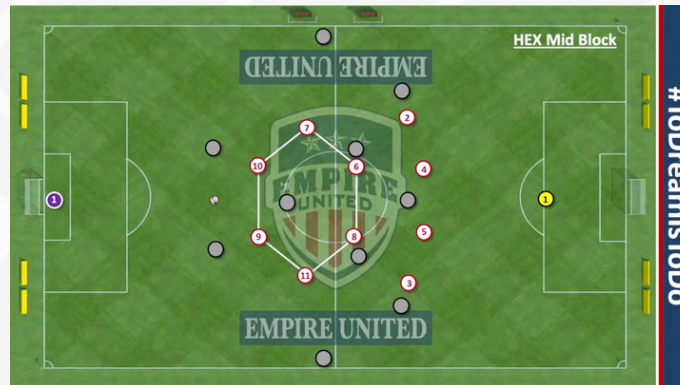 HEX Mid Block
EMPIRE UNITED
2
7
10
6
4
EMPIRE
UNITED
1
1
9
8
5
11
3
EMPIRE UNITED
#ToDreamIsToDo